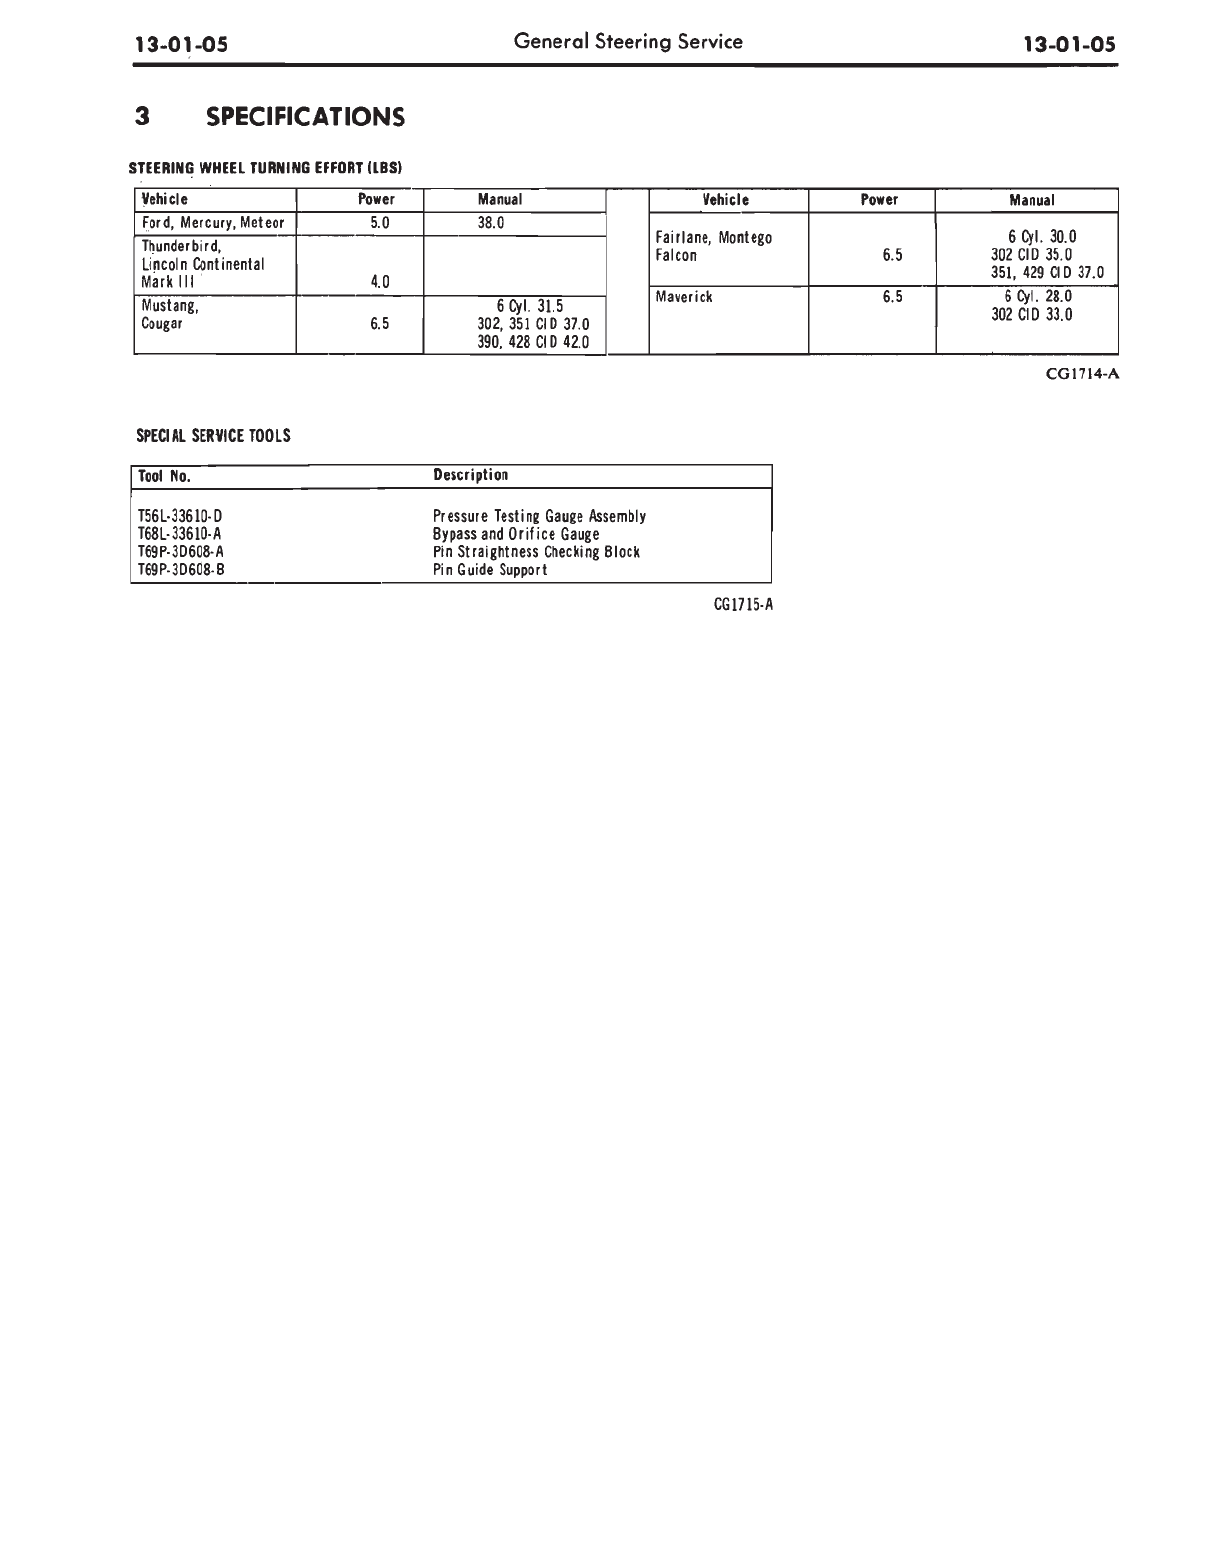 13-01-05 General Steering Service 13-01-05
3 SPECIFICATIONS
STEERING WHEEL TURNING EFFORT (LBS)
Vehicle Power Manual
Ford, Mercury, Meteor 5.0 38.0
Thunderbird,
Lincoln Continental
Mark III 4.0
Mustang, 6 Cyl. 31.5
Cougar 6.5 302, 351 CID 37.0
390, 428 CID 42.0
Vehicle Power Manual
Fairlane, Montego 6 Cyl. 30.0
Falcon 6.5 302 CID 35.0
351, 429 CID 37.0
Maverick 6.5 6 Cyl. 28.0
302 CID 33.0
CG1714-A
SPECIAL SERVICE TOOLS
Tool No. Description
T56L-33610-D Pressure Testing Gauge Assembly
T68L-33610-A Bypass and Orifice Gauge
T69P-3D608-A Pin Straightness Checking Block
T69P-3D608-B Pin Guide Support
CG1715-A